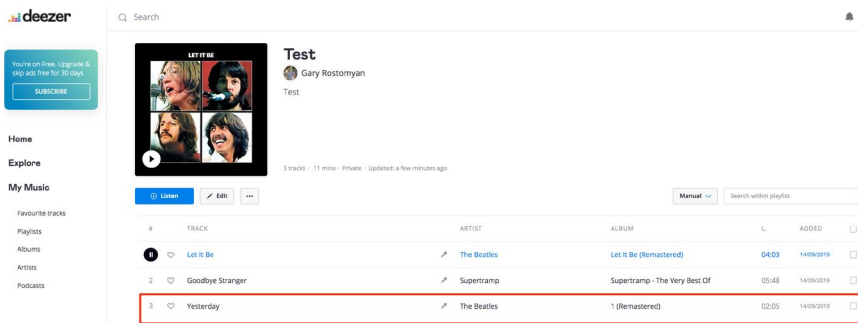 deezer
Search
You're on Free. Upgrade &
skip ads free for 30 days
SUBSCRIBE
Home
Explore
My Music
Favourite tracks
Playlists
Albums
Artists
Podcasts
LET IT BE
Test
Gary Rostomyan
Test
3 tracks - 11 mins - Private - Updated: a few minutes ago
Listen Edit ...
Manual Search within playlist
# TRACK ARTIST ALBUM L. ADDED
Let It Be The Beatles Let It Be (Remastered) 04:03 14/09/2019
2 Goodbye Stranger Supertramp Supertramp - The Very Best Of 05:48 14/09/2019
3 Yesterday The Beatles 1 (Remastered) 02:05 14/09/2019